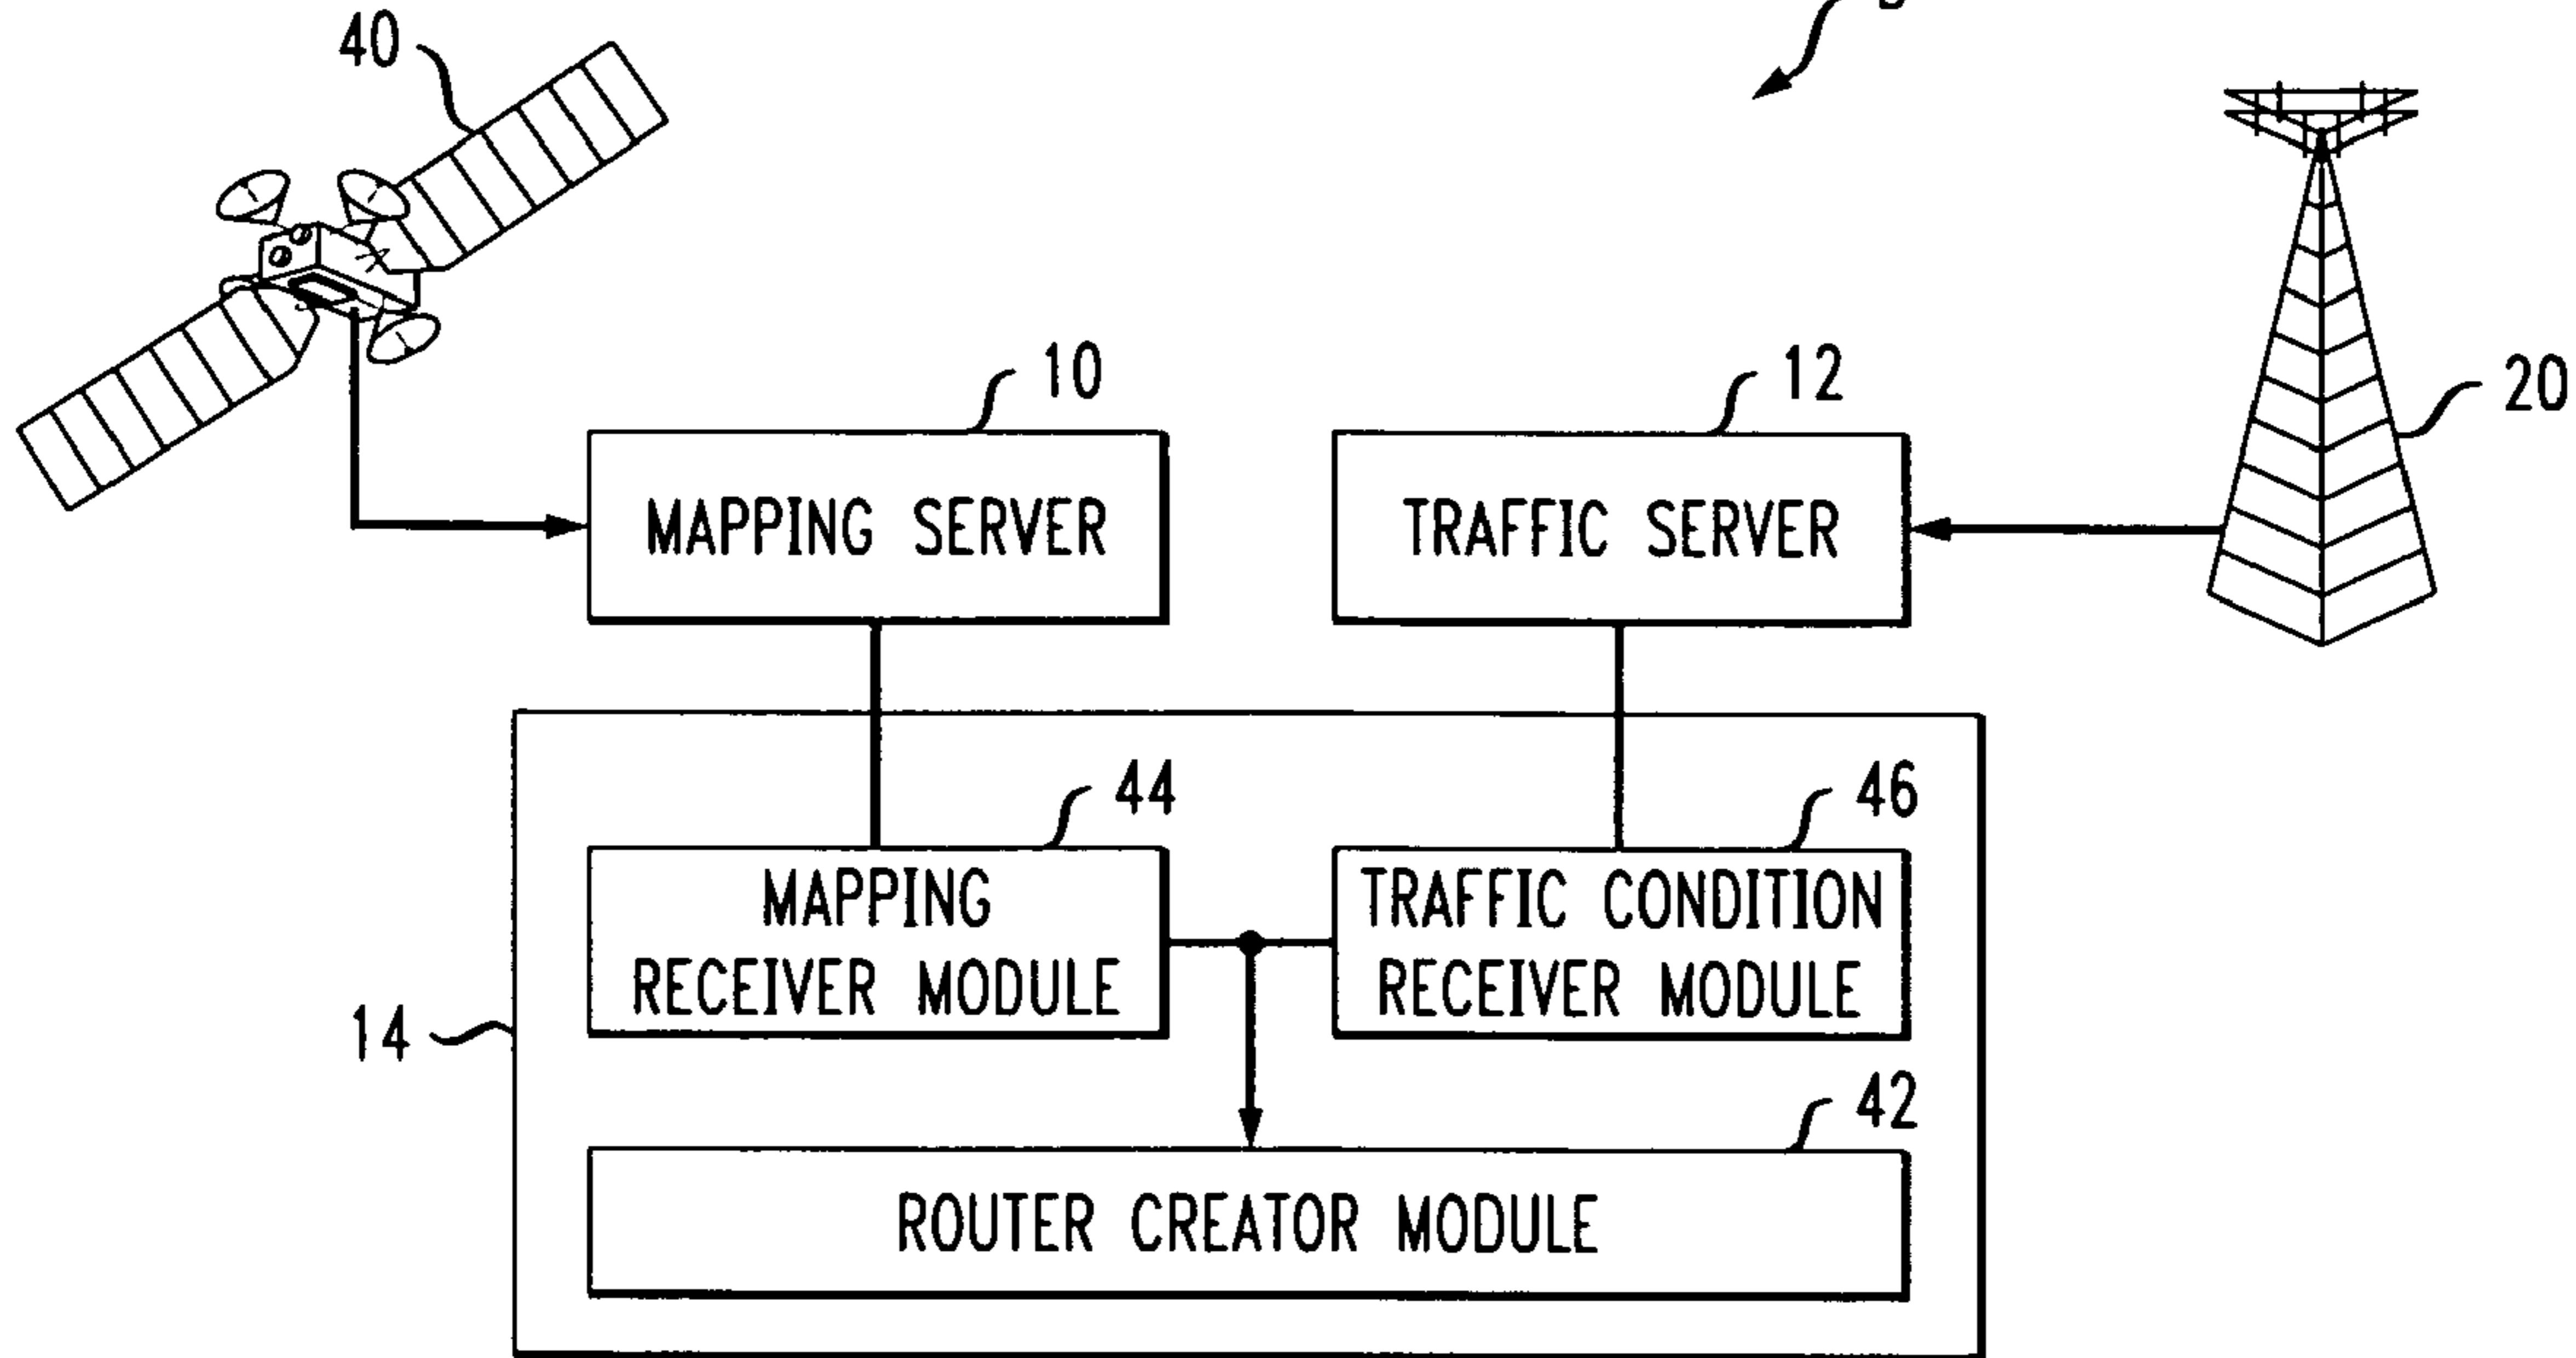 40
10
12
20
MAPPING SERVER
TRAFFIC SERVER
44
46
MAPPING
RECEIVER MODULE
TRAFFIC CONDITION
RECEIVER MODULE
14
42
ROUTER CREATOR MODULE